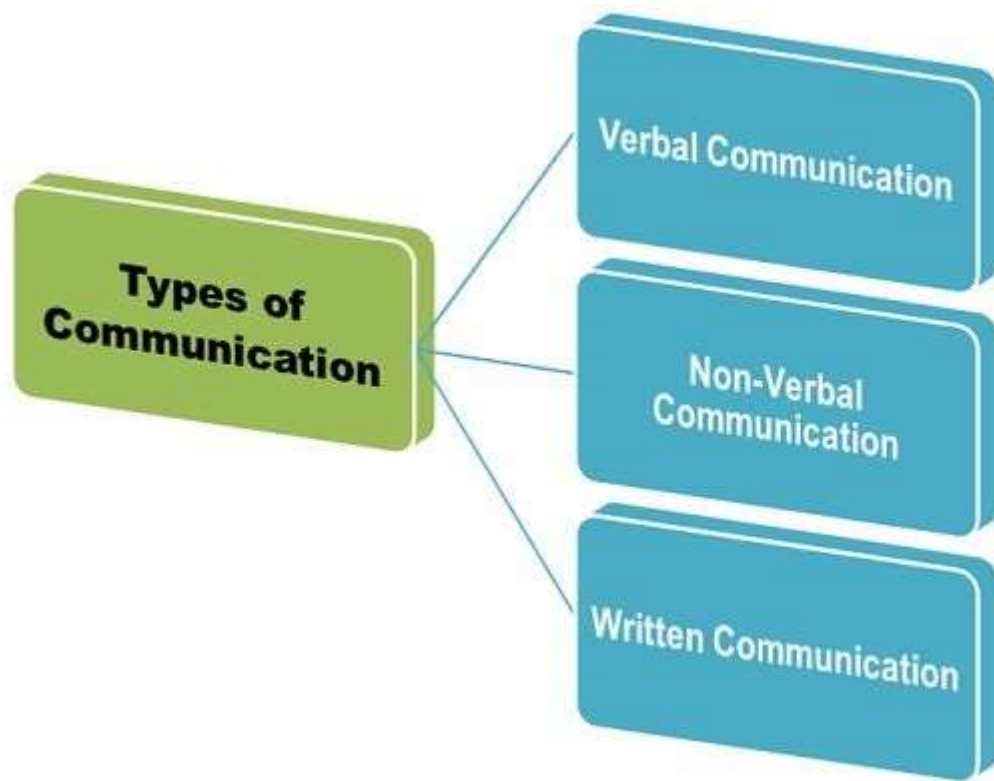 Types of
Communication
Verbal Communication
Non-Verbal
Communication
Written Communication